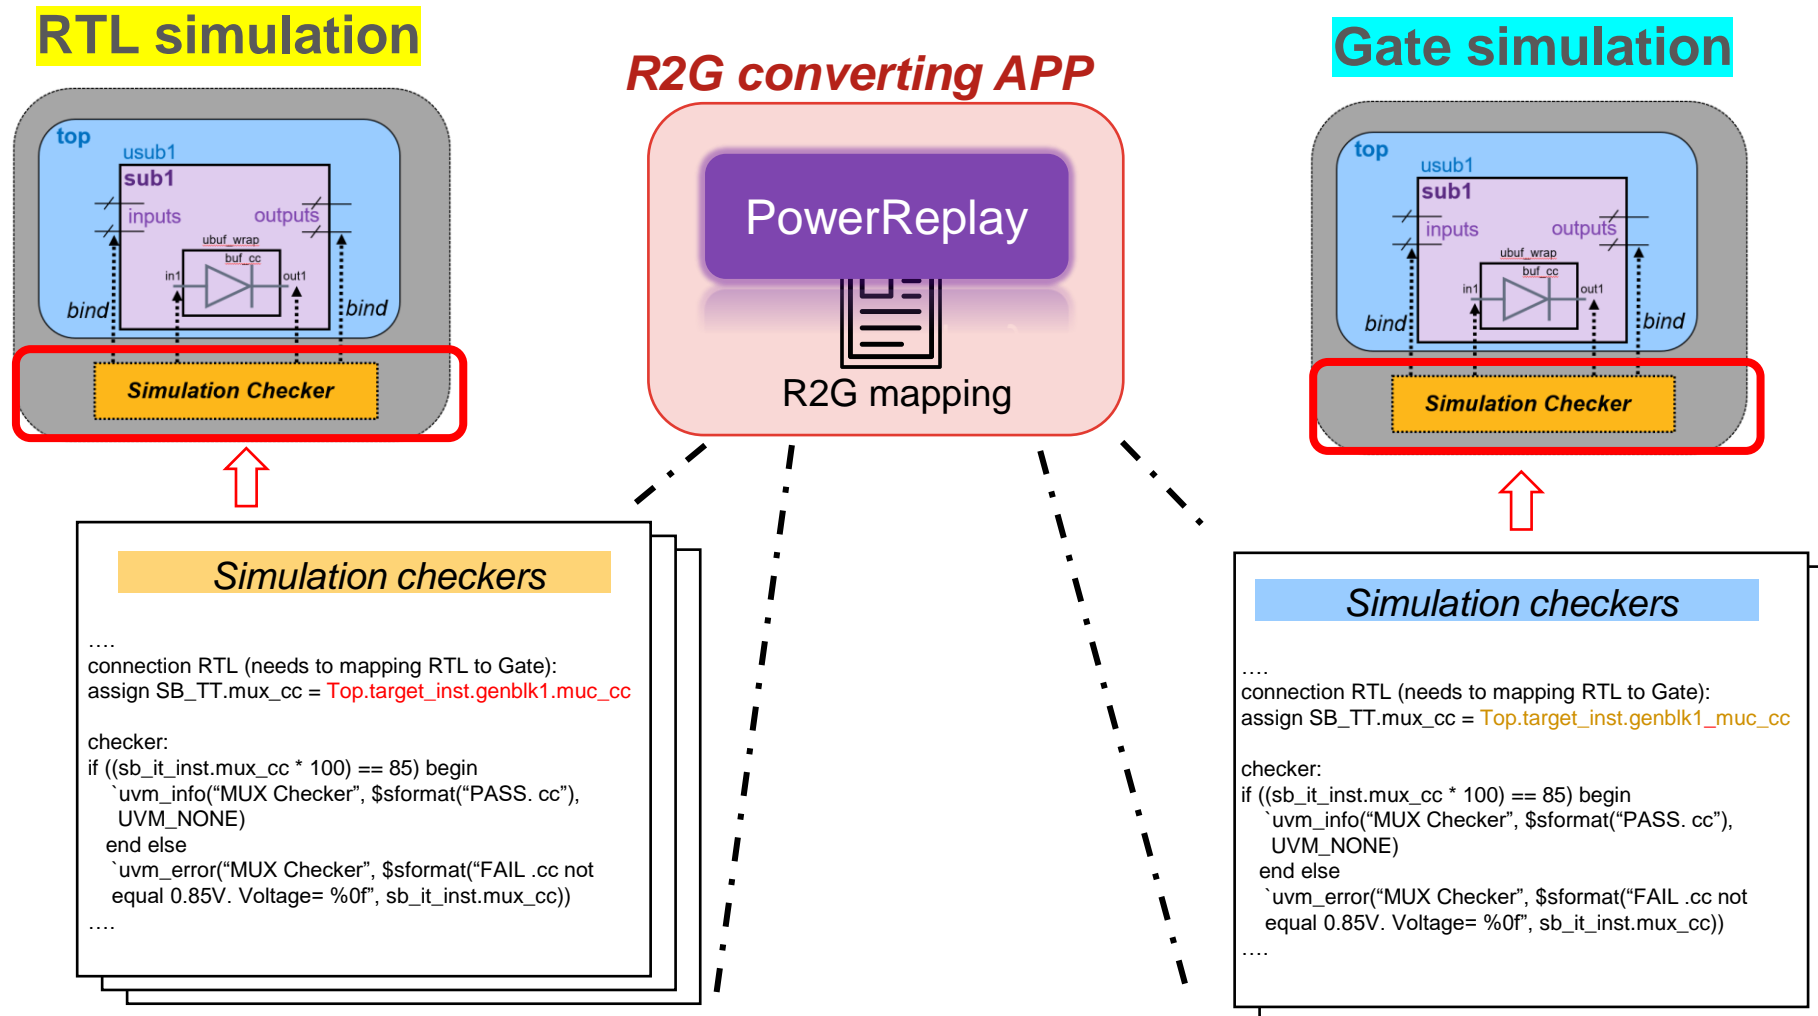 RTL simulation
top
usub1
sub1
inputs
outputs
ubuf_wrap
buf_cc
in1
out1
bind
bind
Simulation Checker
Simulation checkers
....
connection RTL (needs to mapping RTL to Gate):
assign SB_TT.mux_cc = Top.target_inst.genblk1.muc_cc
checker:
if ((sb_it_inst.mux_cc * 100) == 85) begin
`uvm_info(“MUX Checker”, $sformat(“PASS. cc”),
UVM_NONE)
end else
`uvm_error(“MUX Checker”, $sformat(“FAIL .cc not
equal 0.85V. Voltage= %0f”, sb_it_inst.mux_cc))
....
R2G converting APP
PowerReplay
R2G mapping
Gate simulation
top
usub1
sub1
inputs
outputs
ubuf_wrap
buf_cc
in1
out1
bind
bind
Simulation Checker
Simulation checkers
....
connection RTL (needs to mapping RTL to Gate):
assign SB_TT.mux_cc = Top.target_inst.genblk1_muc_cc
checker:
if ((sb_it_inst.mux_cc * 100) == 85) begin
`uvm_info(“MUX Checker”, $sformat(“PASS. cc”),
UVM_NONE)
end else
`uvm_error(“MUX Checker”, $sformat(“FAIL .cc not
equal 0.85V. Voltage= %0f”, sb_it_inst.mux_cc))
....